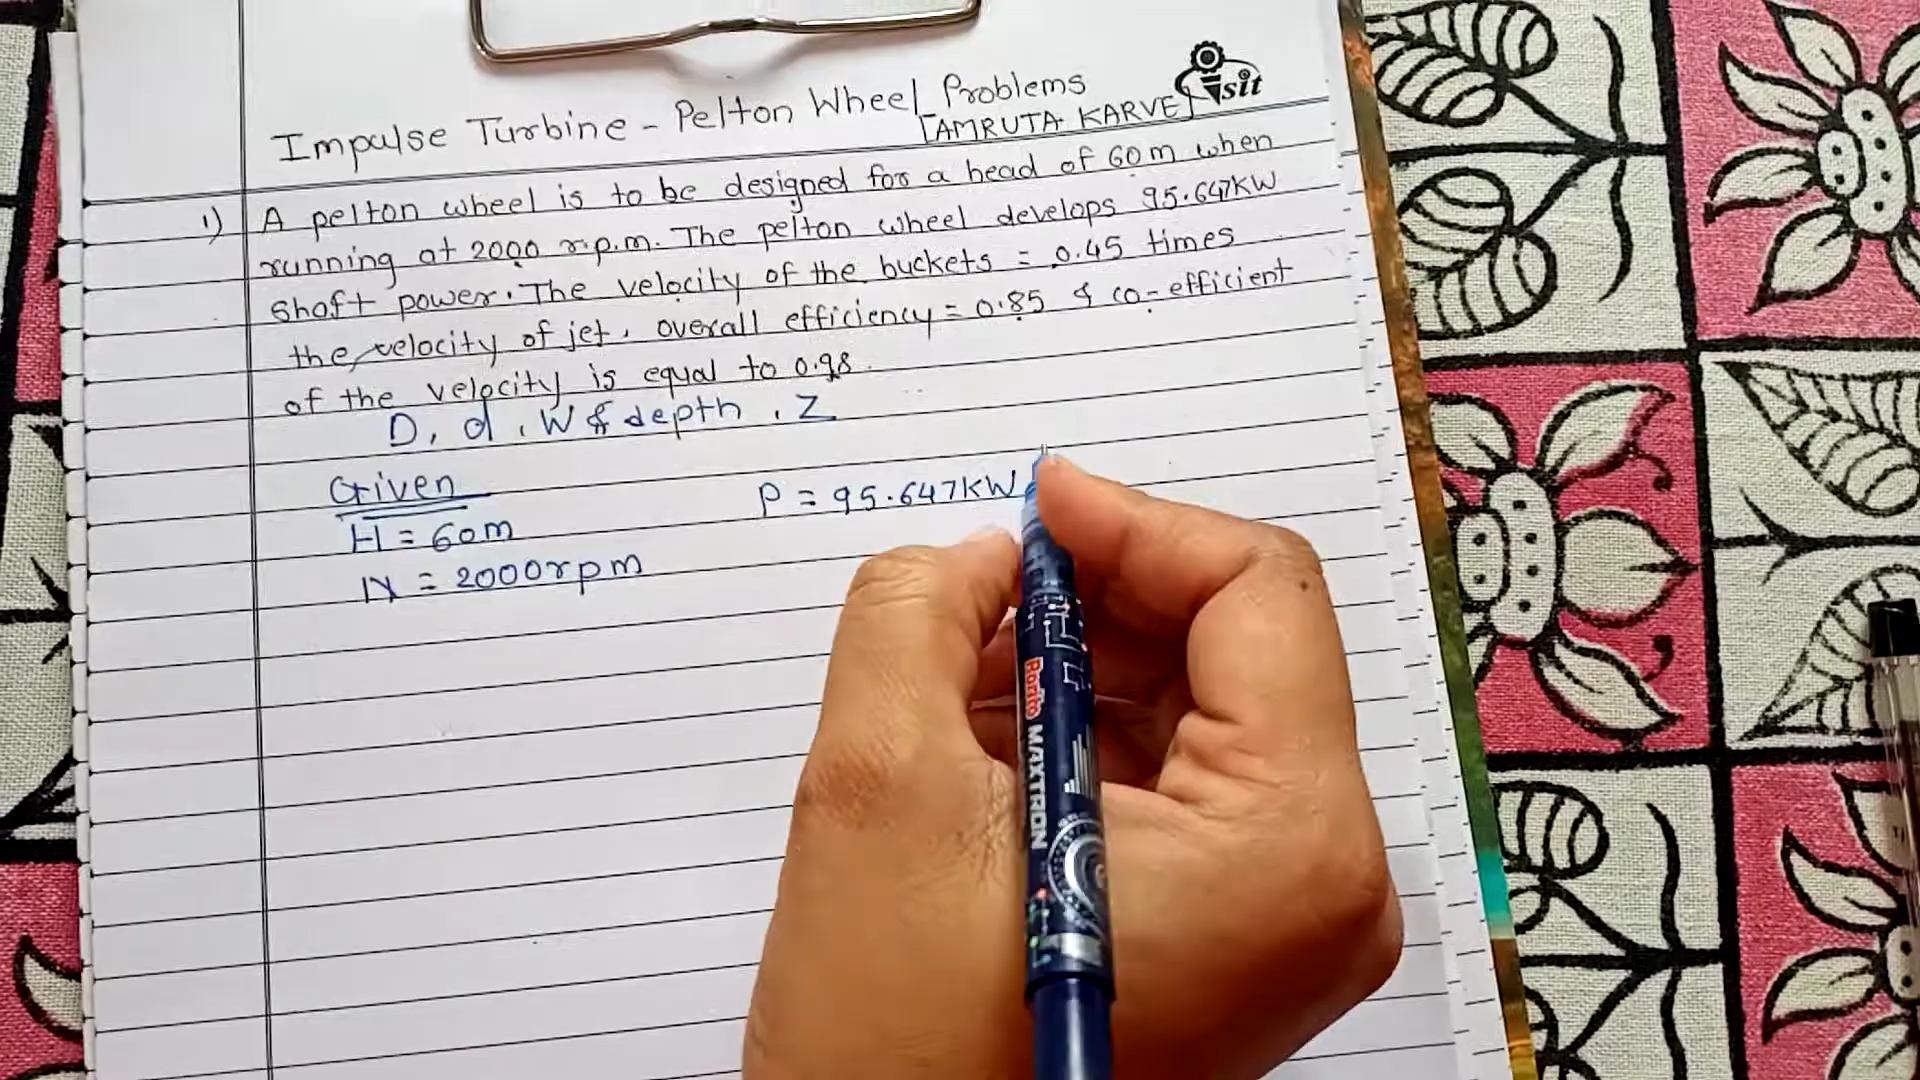 Impulse Turbine - Pelton Wheel Problems
[AMRUTA KARVE]
sit
1) A pelton wheel is to be designed for a head of 60m when
running at 2000 r.p.m. The pelton wheel develops 95.647KW
shaft power. The velocity of the buckets = 0.45 times
the velocity of jet, overall efficiency = 0.85 & co-efficient
of the velocity is equal to 0.98.
D, d, W & depth, Z
Given
H = 60m
P = 95.647KW
N = 2000rpm
Rorito MAXTRON